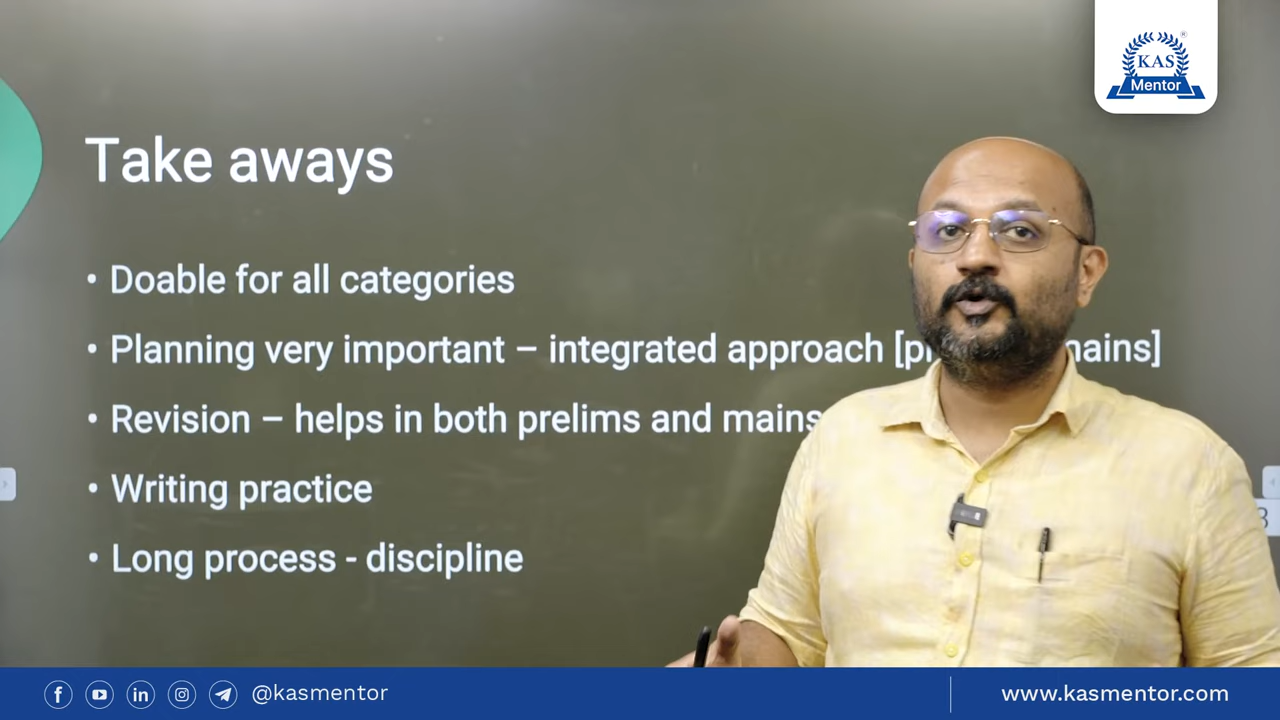 KAS
Mentor
®
Take aways
• Doable for all categories
• Planning very important – integrated approach [p mains]
• Revision – helps in both prelims and mains
• Writing practice
• Long process - discipline
3
@kasmentor
www.kasmentor.com